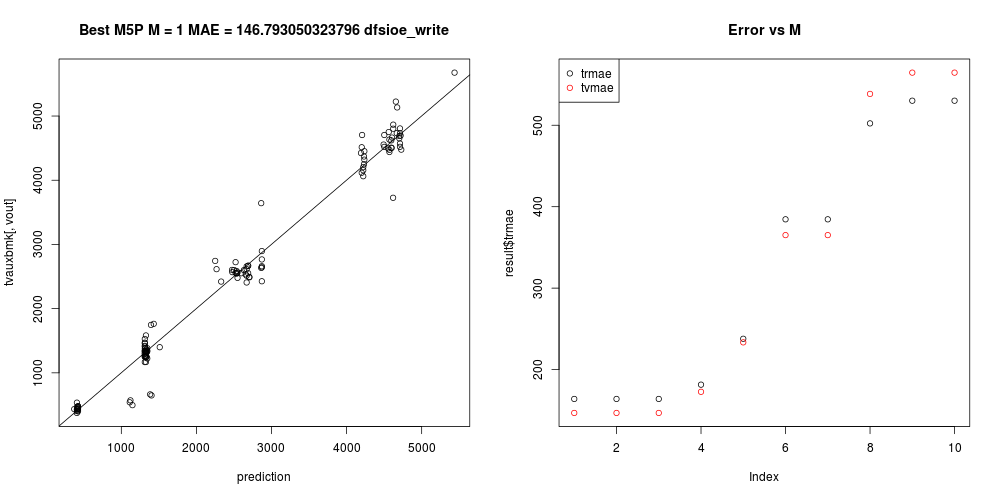 Best M5P M = 1 MAE = 146.793050323796 dfsioe_write
tvauxbmk[, vout]
5000
4000
3000
2000
1000
1000 2000 3000 4000 5000
prediction
Error vs M
trmae
tvmae
result$trmae
500
400
300
200
2 4 6 8 10
Index